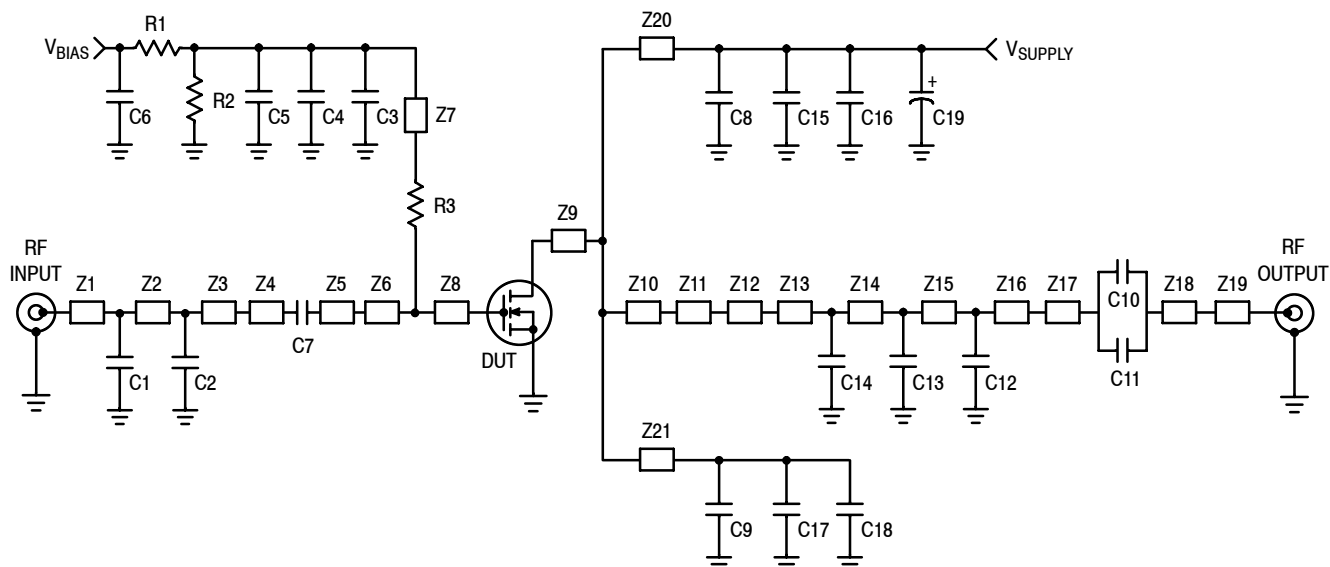 Z20
R1
V_BIAS
V_SUPPLY
C6
R2
C5
C4
C3
Z7
C8
C15
C16
+
C19
R3
Z9
RF
INPUT
Z1
Z2
Z3
Z4
Z5
Z6
Z8
Z10
Z11
Z12
Z13
Z14
Z15
Z16
Z17
C10
Z18
Z19
RF
OUTPUT
C7
DUT
C1
C2
C14
C13
C12
C11
Z21
C9
C17
C18